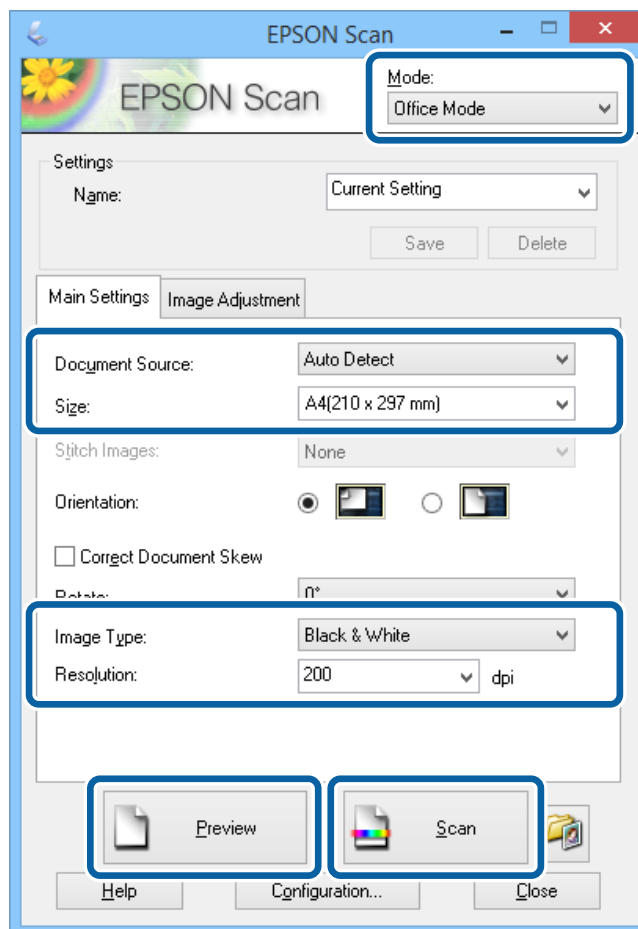 EPSON Scan
EPSON Scan
Mode:
Office Mode
Settings
Name:
Current Setting
Save Delete
Main Settings Image Adjustment
Document Source: Auto Detect
Size: A4(210 x 297 mm)
Stitch Images: None
Orientation:
Correct Document Skew
Rotate: 0°
Image Type: Black & White
Resolution: 200 dpi
Preview Scan
Help Configuration... Close